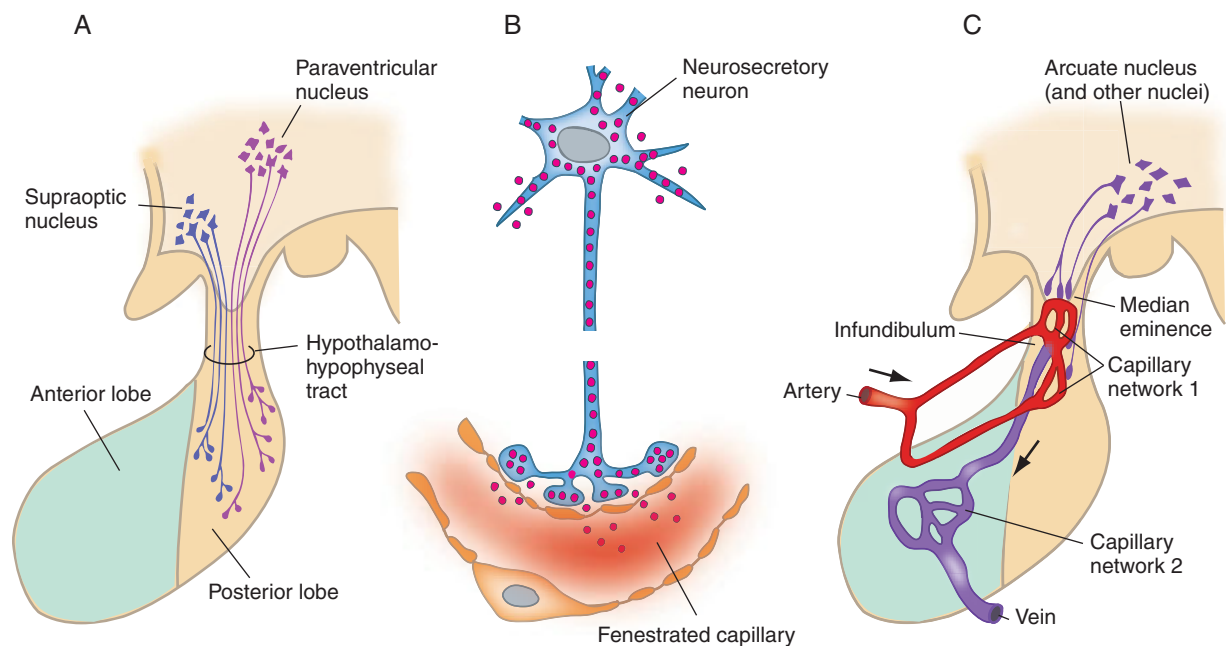 A
Paraventricular
nucleus
Supraoptic
nucleus
Hypothalamo-
hypophyseal
tract
Anterior lobe
Posterior lobe
B
Neurosecretory
neuron
Fenestrated capillary
C
Arcuate nucleus
(and other nuclei)
Median
eminence
Infundibulum
Capillary
network 1
Artery
Capillary
network 2
Vein